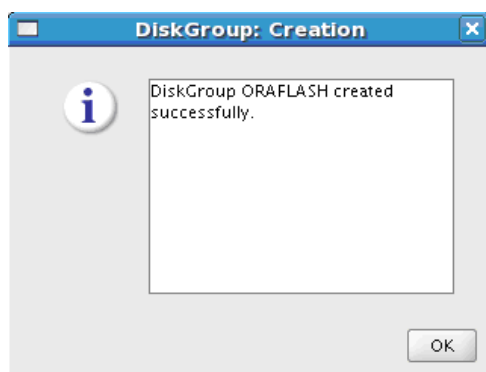 DiskGroup: Creation
DiskGroup ORAFLASH created
successfully.
OK